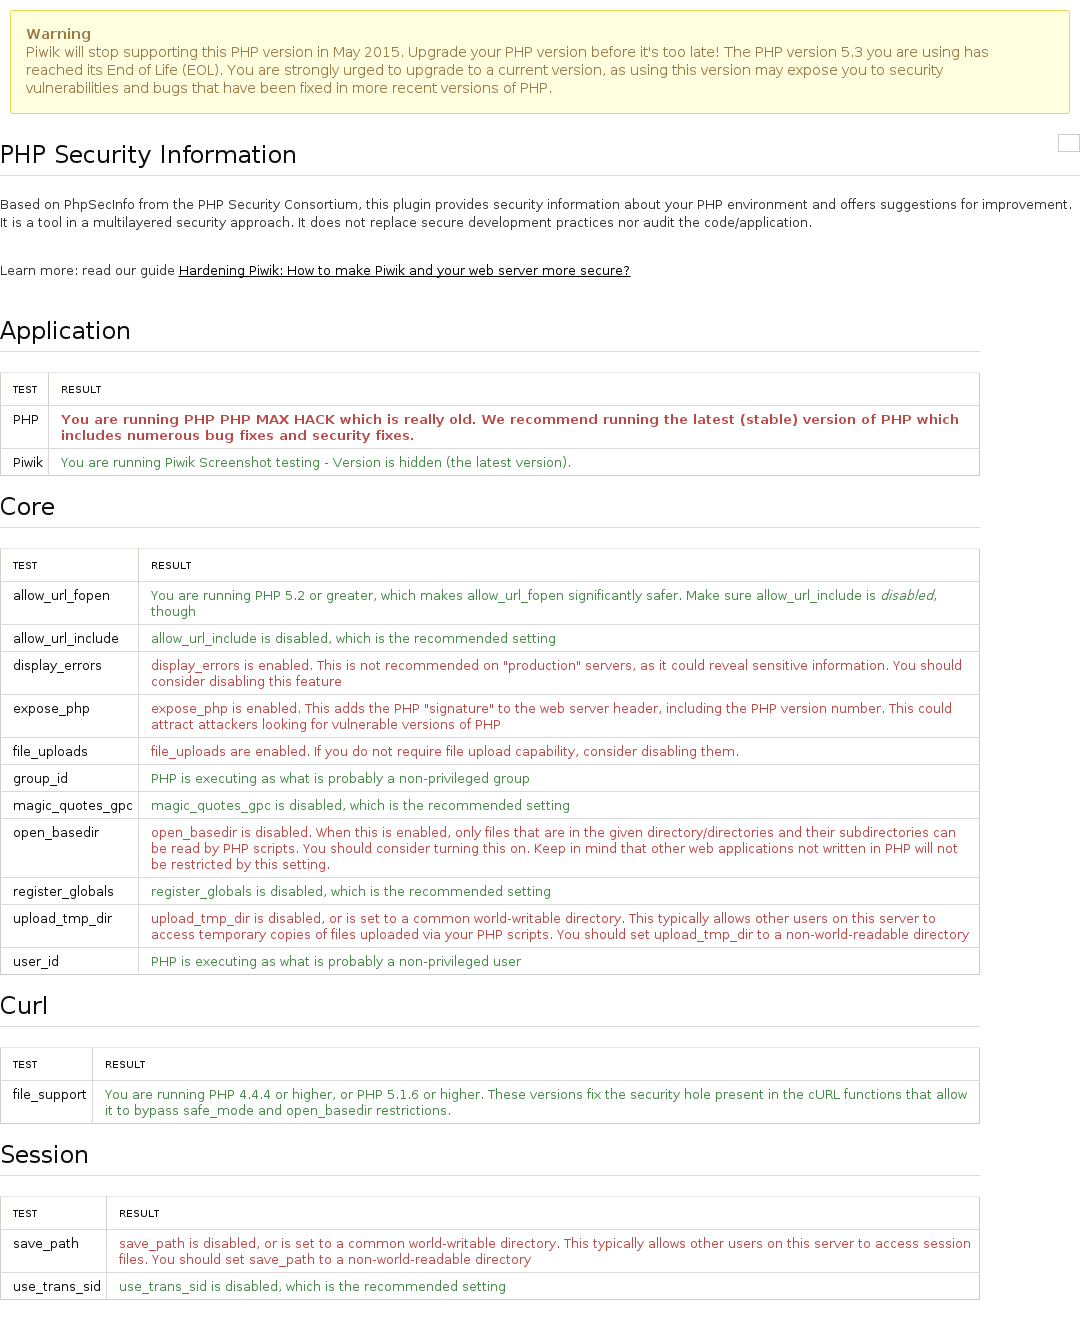 Warning
Piwik will stop supporting this PHP version in May 2015. Upgrade your PHP version before it's too late! The PHP version 5.3 you are using has
reached its End of Life (EOL). You are strongly urged to upgrade to a current version, as using this version may expose you to security
vulnerabilities and bugs that have been fixed in more recent versions of PHP.
PHP Security Information
Based on PhpSecInfo from the PHP Security Consortium, this plugin provides security information about your PHP environment and offers suggestions for improvement.
It is a tool in a multilayered security approach. It does not replace secure development practices nor audit the code/application.
Learn more: read our guide Hardening Piwik: How to make Piwik and your web server more secure?
Application
TEST RESULT
PHP You are running PHP PHP MAX HACK which is really old. We recommend running the latest (stable) version of PHP which
includes numerous bug fixes and security fixes.
Piwik You are running Piwik Screenshot testing - Version is hidden (the latest version).
Core
TEST RESULT
allow_url_fopen You are running PHP 5.2 or greater, which makes allow_url_fopen significantly safer. Make sure allow_url_include is disabled,
though
allow_url_include allow_url_include is disabled, which is the recommended setting
display_errors display_errors is enabled. This is not recommended on "production" servers, as it could reveal sensitive information. You should
consider disabling this feature
expose_php expose_php is enabled. This adds the PHP "signature" to the web server header, including the PHP version number. This could
attract attackers looking for vulnerable versions of PHP
file_uploads file_uploads are enabled. If you do not require file upload capability, consider disabling them.
group_id PHP is executing as what is probably a non-privileged group
magic_quotes_gpc magic_quotes_gpc is disabled, which is the recommended setting
open_basedir open_basedir is disabled. When this is enabled, only files that are in the given directory/directories and their subdirectories can
be read by PHP scripts. You should consider turning this on. Keep in mind that other web applications not written in PHP will not
be restricted by this setting.
register_globals register_globals is disabled, which is the recommended setting
upload_tmp_dir upload_tmp_dir is disabled, or is set to a common world-writable directory. This typically allows other users on this server to
access temporary copies of files uploaded via your PHP scripts. You should set upload_tmp_dir to a non-world-readable directory
user_id PHP is executing as what is probably a non-privileged user
Curl
TEST RESULT
file_support You are running PHP 4.4.4 or higher, or PHP 5.1.6 or higher. These versions fix the security hole present in the cURL functions that allow
it to bypass safe_mode and open_basedir restrictions.
Session
TEST RESULT
save_path save_path is disabled, or is set to a common world-writable directory. This typically allows other users on this server to access session
files. You should set save_path to a non-world-readable directory
use_trans_sid use_trans_sid is disabled, which is the recommended setting